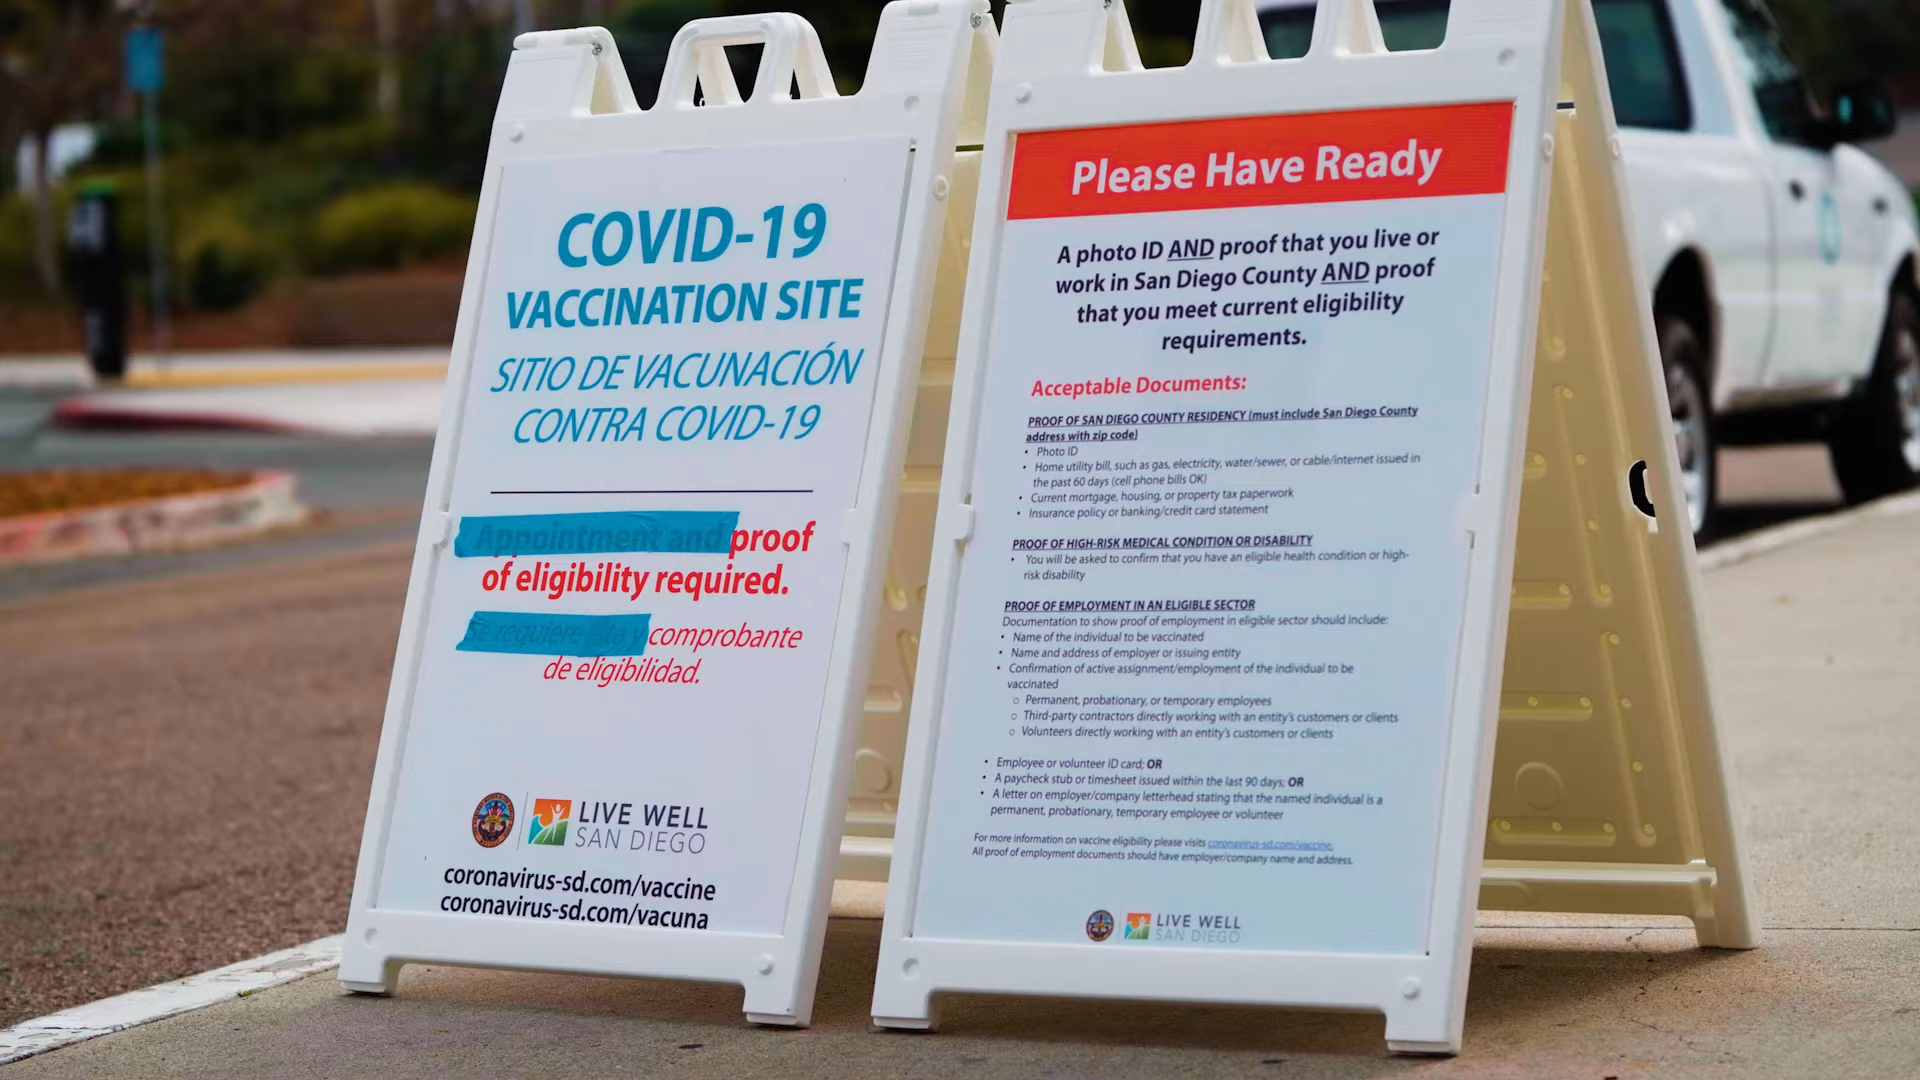 COVID-19
VACCINATION SITE
SITIO DE VACUNACIÓN
CONTRA COVID-19
Appointment and proof
of eligibility required.
Se requiere cita y comprobante
de eligibilidad.
LIVE WELL
SAN DIEGO
coronavirus-sd.com/vaccine
coronavirus-sd.com/vacuna
Please Have Ready
A photo ID AND proof that you live or
work in San Diego County AND proof
that you meet current eligibility
requirements.
Acceptable Documents:
PROOF OF SAN DIEGO COUNTY RESIDENCY (must include San Diego County
address with zip code)
• Photo ID
• Home utility bill, such as gas, electricity, water/sewer, or cable/internet issued in
the past 60 days (cell phone bills OK)
• Current mortgage, housing, or property tax paperwork
• Insurance policy or banking/credit card statement
PROOF OF HIGH-RISK MEDICAL CONDITION OR DISABILITY
• You will be asked to confirm that you have an eligible health condition or high-
risk disability
PROOF OF EMPLOYMENT IN AN ELIGIBLE SECTOR
Documentation to show proof of employment in eligible sector should include:
• Name of the individual to be vaccinated
• Name and address of employer or issuing entity
• Confirmation of active assignment/employment of the individual to be
vaccinated
o Permanent, probationary, or temporary employees
o Third-party contractors directly working with an entity's customers or clients
o Volunteers directly working with an entity's customers or clients
• Employee or volunteer ID card; OR
• A paycheck stub or timesheet issued within the last 90 days; OR
• A letter on employer/company letterhead stating that the named individual is a
permanent, probationary, temporary employee or volunteer
For more information on vaccine eligibility please visits coronavirus-sd.com/vaccine.
All proof of employment documents should have employer/company name and address.
LIVE WELL
SAN DIEGO